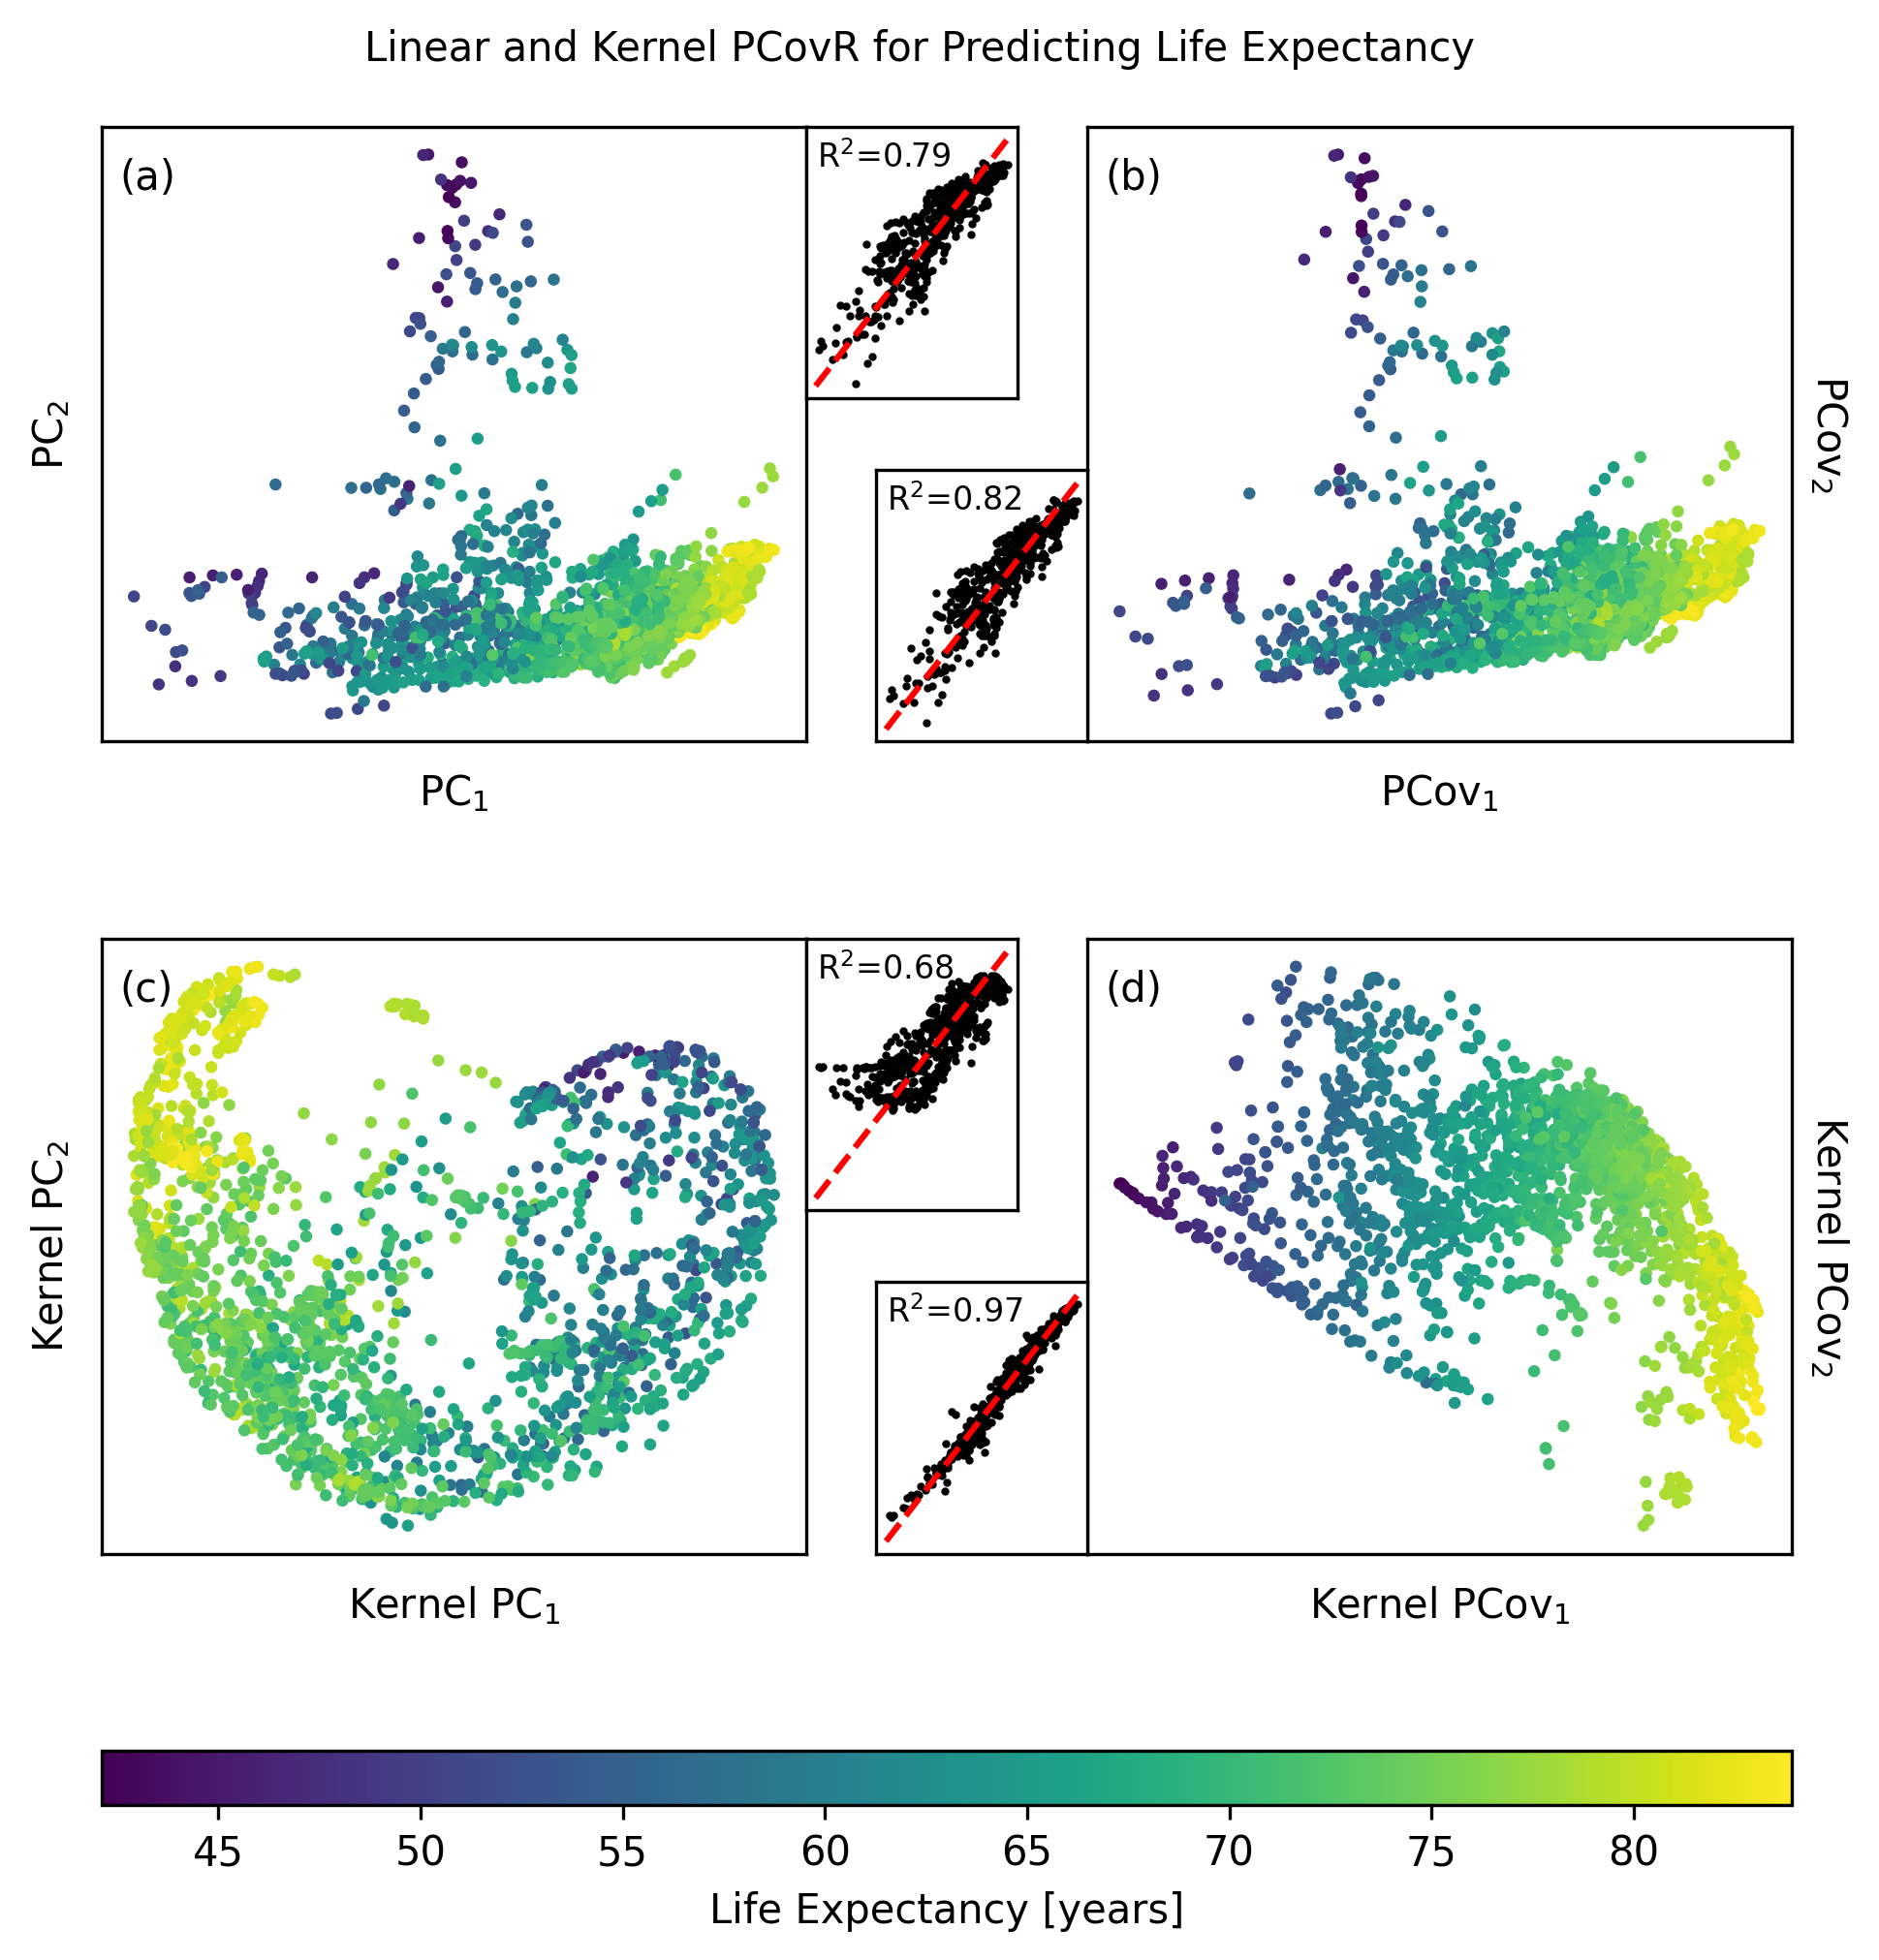 Linear and Kernel PCovR for Predicting Life Expectancy
(a)
R²=0.79
(b)
PC₂
PCov₂
R²=0.82
PC₁
PCov₁
(c)
R²=0.68
(d)
Kernel PC₂
Kernel PCov₂
R²=0.97
Kernel PC₁
Kernel PCov₁
45 50 55 60 65 70 75 80
Life Expectancy [years]